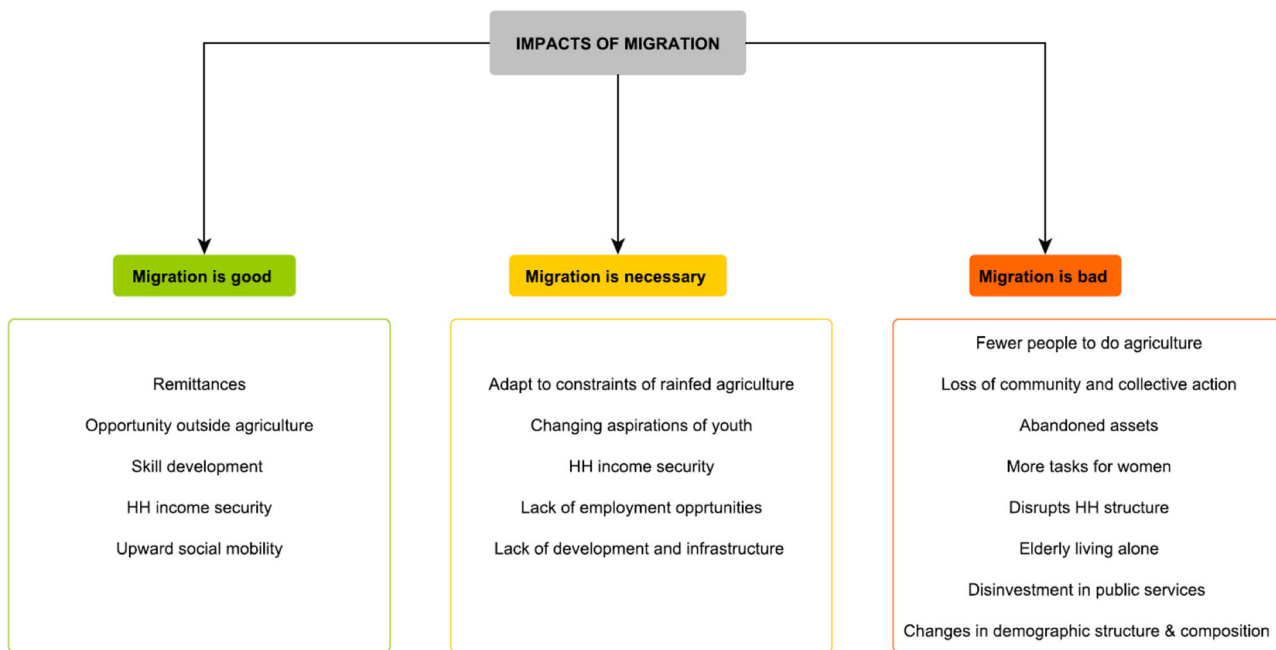 IMPACTS OF MIGRATION
Migration is good
Remittances
Opportunity outside agriculture
Skill development
HH income security
Upward social mobility
Migration is necessary
Adapt to constraints of rainfed agriculture
Changing aspirations of youth
HH income security
Lack of employment opprtunities
Lack of development and infrastructure
Migration is bad
Fewer people to do agriculture
Loss of community and collective action
Abandoned assets
More tasks for women
Disrupts HH structure
Elderly living alone
Disinvestment in public services
Changes in demographic structure & composition